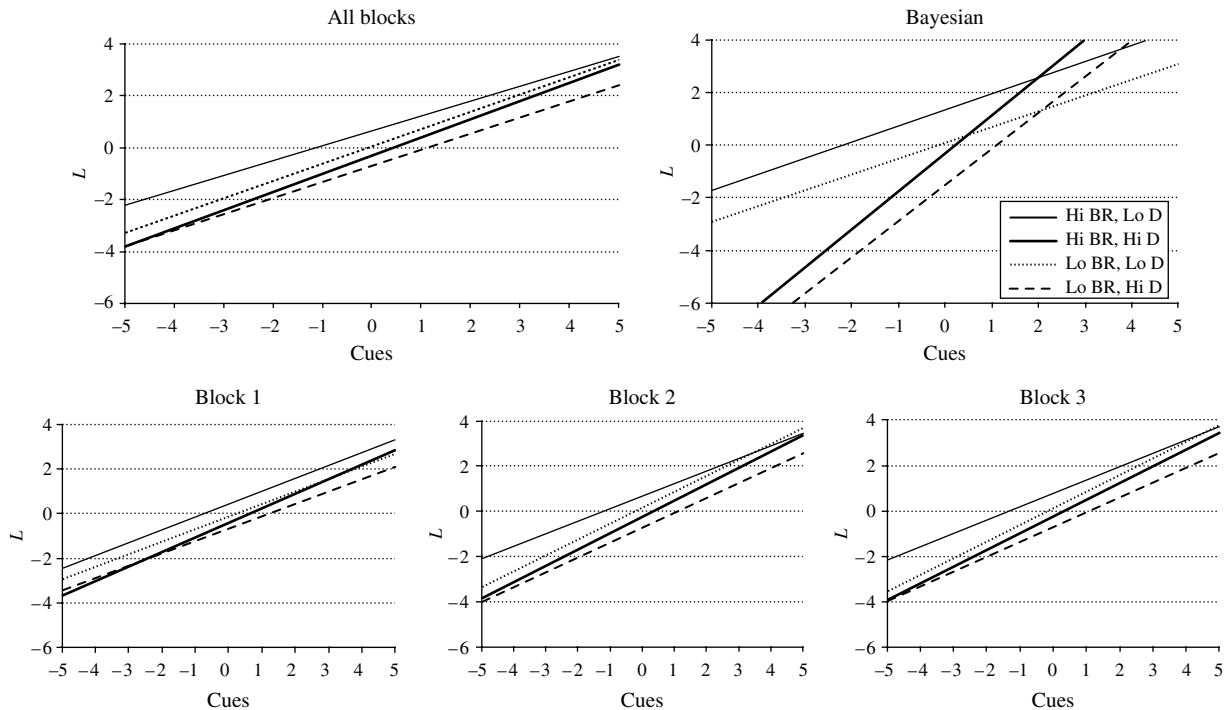 All blocks
4
2
0
−2
−4
−6
L
−5 −4 −3 −2 −1 0 1 2 3 4 5
Cues
Bayesian
4
2
0
−2
−4
−6
L
Hi BR, Lo D
Hi BR, Hi D
Lo BR, Lo D
Lo BR, Hi D
−5 −4 −3 −2 −1 0 1 2 3 4 5
Cues
Block 1
4
2
0
−2
−4
−6
L
−5 −4 −3 −2 −1 0 1 2 3 4 5
Cues
Block 2
4
2
0
−2
−4
−6
L
−5 −4 −3 −2 −1 0 1 2 3 4 5
Cues
Block 3
4
2
0
−2
−4
−6
L
−5 −4 −3 −2 −1 0 1 2 3 4 5
Cues